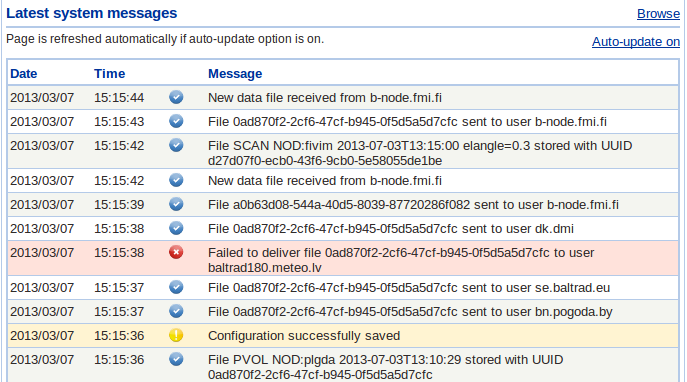 Latest system messages Browse
Page is refreshed automatically if auto-update option is on. Auto-update on
Date Time Message
2013/03/07 15:15:44 New data file received from b-node.fmi.fi
2013/03/07 15:15:43 File 0ad870f2-2cf6-47cf-b945-0f5d5a5d7cfc sent to user b-node.fmi.fi
2013/03/07 15:15:42 File SCAN NOD:fivim 2013-07-03T13:15:00 elangle=0.3 stored with UUID
d27d07f0-ecb0-43f6-9cb0-5e58055de1be
2013/03/07 15:15:42 New data file received from b-node.fmi.fi
2013/03/07 15:15:39 File a0b63d08-544a-40d5-8039-87720286f082 sent to user b-node.fmi.fi
2013/03/07 15:15:38 File 0ad870f2-2cf6-47cf-b945-0f5d5a5d7cfc sent to user dk.dmi
2013/03/07 15:15:38 Failed to deliver file 0ad870f2-2cf6-47cf-b945-0f5d5a5d7cfc to user
baltrad180.meteo.lv
2013/03/07 15:15:37 File 0ad870f2-2cf6-47cf-b945-0f5d5a5d7cfc sent to user se.baltrad.eu
2013/03/07 15:15:37 File 0ad870f2-2cf6-47cf-b945-0f5d5a5d7cfc sent to user bn.pogoda.by
2013/03/07 15:15:36 Configuration successfully saved
2013/03/07 15:15:36 File PVOL NOD:plgda 2013-07-03T13:10:29 stored with UUID
0ad870f2-2cf6-47cf-b945-0f5d5a5d7cfc